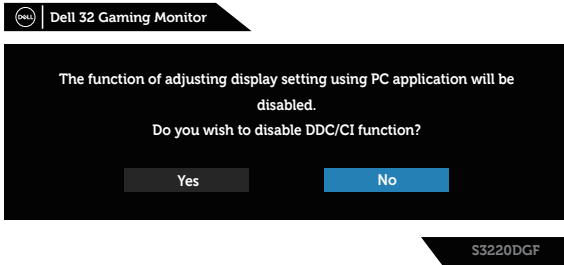 DELL
Dell 32 Gaming Monitor
The function of adjusting display setting using PC application will be
disabled.
Do you wish to disable DDC/CI function?
Yes
No
S3220DGF